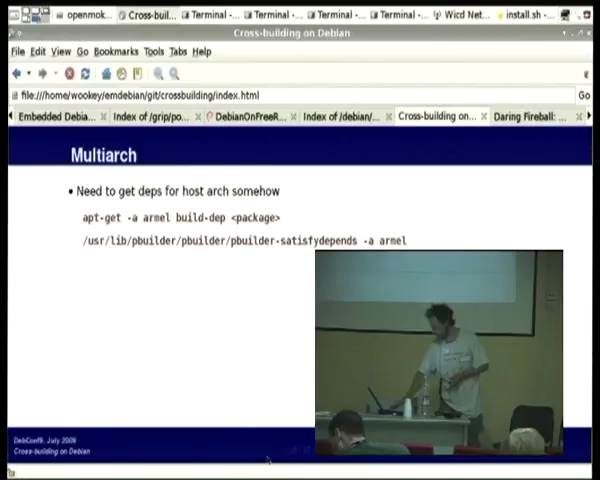 openmok... Cross-buil... Terminal -... Terminal -... Terminal -... Terminal -... Wicd Net... install.sh -...
Cross-building on Debian
File Edit View Go Bookmarks Tools Tabs Help
file:///home/wookey/emdebian/git/crossbuilding/index.html Go
Embedded Debia... Index of /grip/po... DebianOnFreeR... Index of /debian/... Cross-building on... Daring Fireball: ...
Multiarch
• Need to get deps for host arch somehow
apt-get -a armel build-dep <package>
/usr/lib/pbuilder/pbuilder/pbuilder-satisfydepends -a armel
DebConf9, July 2009
Cross-building on Debian